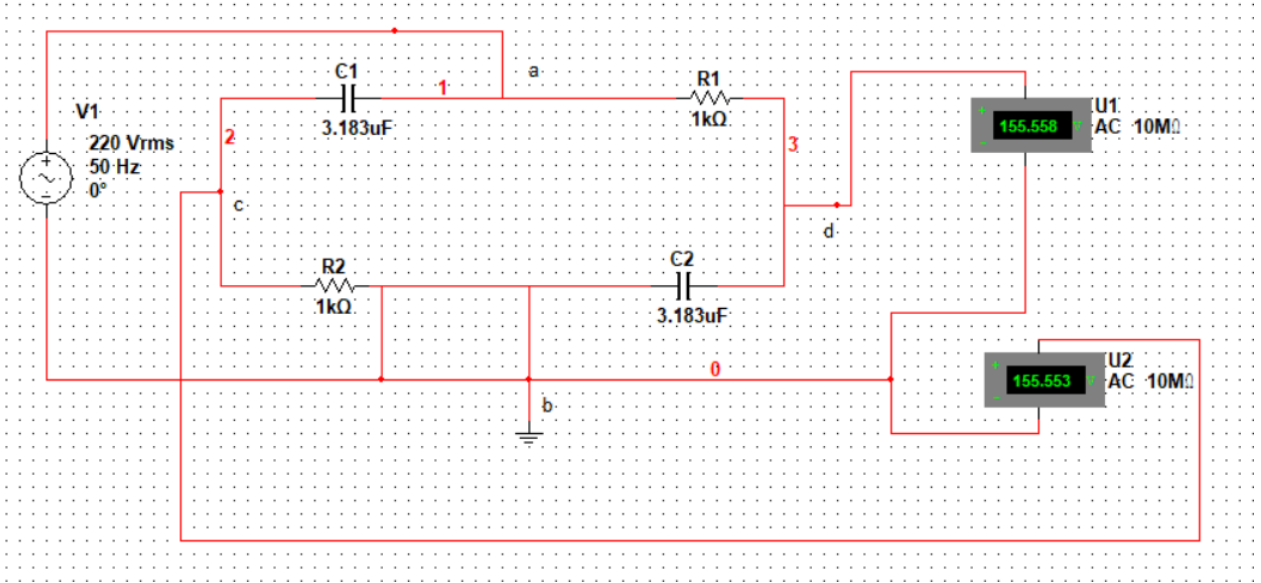 C1
1
a
R1
V1
3.183uF
1kΩ
U1
155.558
AC 10MΩ
+
-
220 Vrms
50 Hz
0°
2
3
+
-
c
d
R2
1kΩ
C2
3.183uF
0
U2
155.553
AC 10MΩ
+
-
b